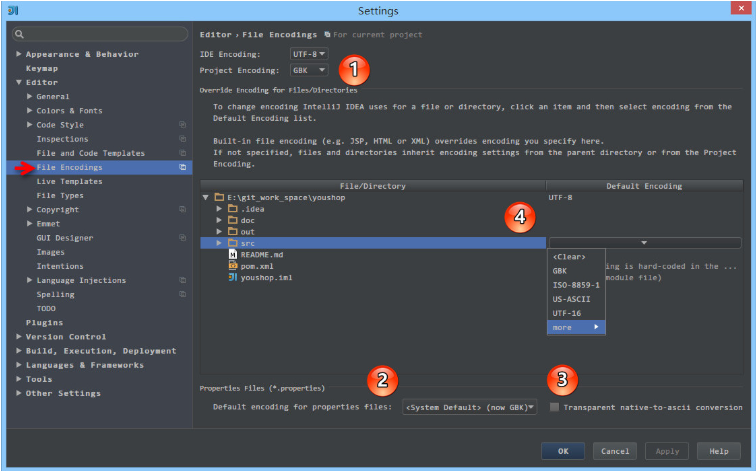 Settings
Appearance & Behavior
Keymap
Editor
General
Colors & Fonts
Code Style
Inspections
File and Code Templates
File Encodings
Live Templates
File Types
Copyright
Emmet
GUI Designer
Images
Intentions
Language Injections
Spelling
TODO
Plugins
Version Control
Build, Execution, Deployment
Languages & Frameworks
Tools
Other Settings
Editor › File Encodings For current project
IDE Encoding: UTF-8
Project Encoding: GBK
1
Override Encoding for Files/Directories
To change encoding IntelliJ IDEA uses for a file or directory, click an item and then select encoding from the
Default Encoding list.
Built-in file encoding (e.g. JSP, HTML or XML) overrides encoding you specify here.
If not specified, files and directories inherit encoding settings from the parent directory or from the Project
Encoding.
File/Directory Default Encoding
E:\git_work_space\youshop UTF-8
.idea
doc
4
out
src
README.md
pom.xml
youshop.iml
<Clear>
GBK
ISO-8859-1
US-ASCII
UTF-16
more
ing is hard-coded in the ...
module file)
2
3
Properties Files (*.properties)
Default encoding for properties files: <System Default> (now GBK) Transparent native-to-ascii conversion
OK Cancel Apply Help